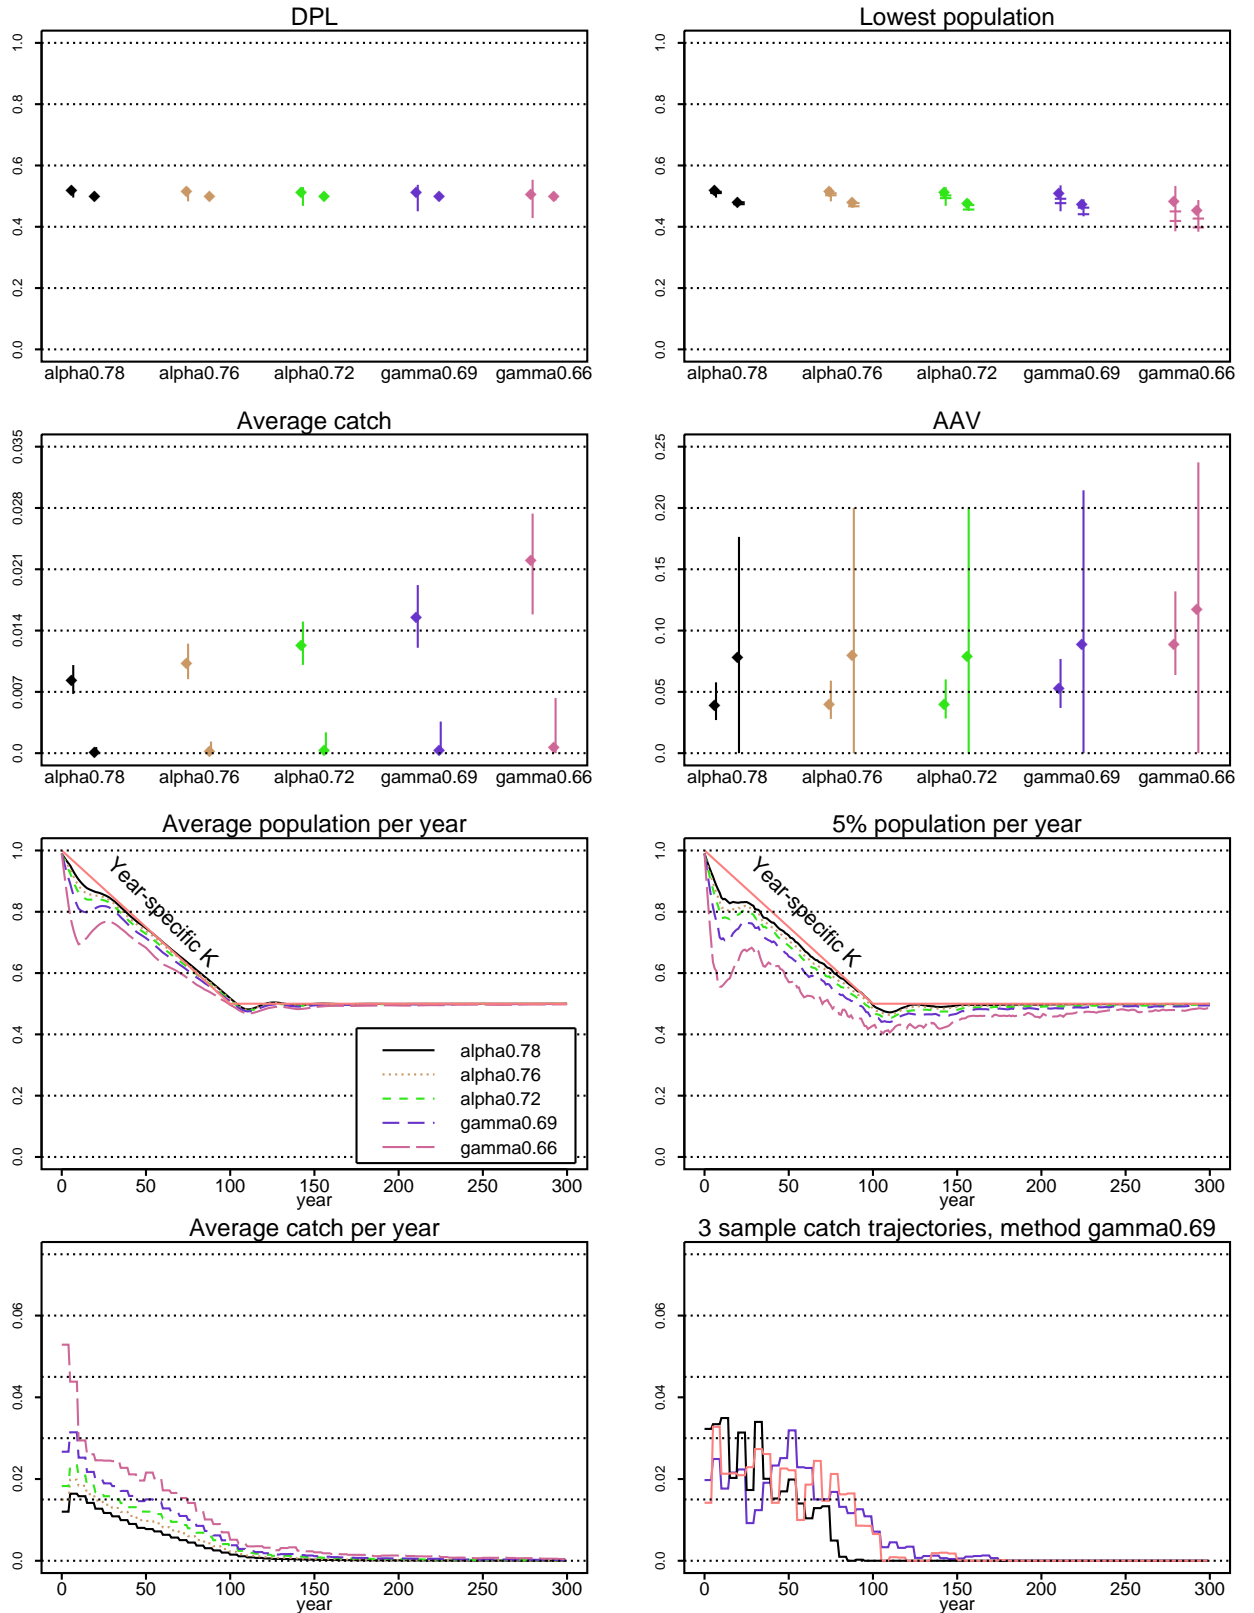 DPL
1.0
0.8
0.6
0.4
0.2
0.0
alpha0.78 alpha0.76 alpha0.72 gamma0.69 gamma0.66
Lowest population
1.0
0.8
0.6
0.4
0.2
0.0
alpha0.78 alpha0.76 alpha0.72 gamma0.69 gamma0.66
Average catch
0.035
0.028
0.021
0.014
0.007
0.0
alpha0.78 alpha0.76 alpha0.72 gamma0.69 gamma0.66
AAV
0.25
0.20
0.15
0.10
0.05
0.0
alpha0.78 alpha0.76 alpha0.72 gamma0.69 gamma0.66
Average population per year
1.0
0.8
0.6
0.4
0.2
0.0
Year-specific K
alpha0.78
alpha0.76
alpha0.72
gamma0.69
gamma0.66
0 50 100 150 200 250 300
year
5% population per year
1.0
0.8
0.6
0.4
0.2
0.0
Year-specific K
0 50 100 150 200 250 300
year
Average catch per year
0.06
0.04
0.02
0.0
0 50 100 150 200 250 300
year
3 sample catch trajectories, method gamma0.69
0.06
0.04
0.02
0.0
0 50 100 150 200 250 300
year